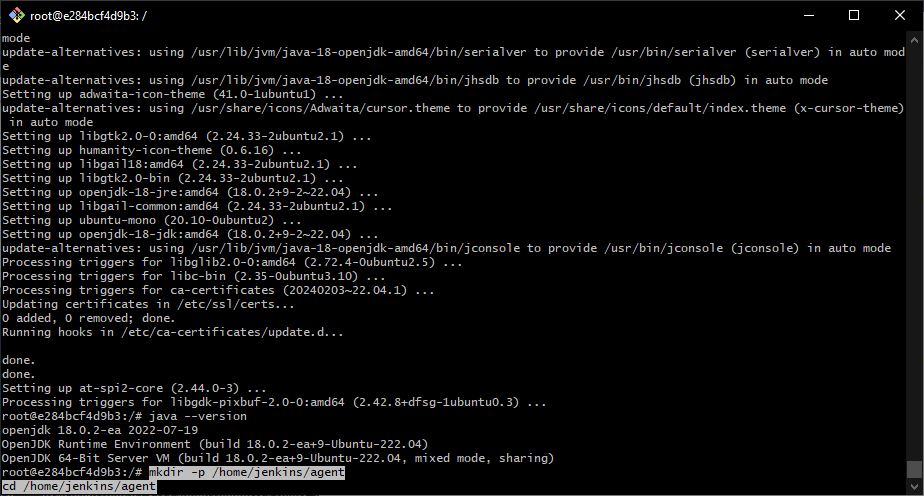 root@e284bcf4d9b3: /
mode
update-alternatives: using /usr/lib/jvm/java-18-openjdk-amd64/bin/serialver to provide /usr/bin/serialver (serialver) in auto mod
e
update-alternatives: using /usr/lib/jvm/java-18-openjdk-amd64/bin/jhsdb to provide /usr/bin/jhsdb (jhsdb) in auto mode
Setting up adwaita-icon-theme (41.0-1ubuntu1) ...
update-alternatives: using /usr/share/icons/Adwaita/cursor.theme to provide /usr/share/icons/default/index.theme (x-cursor-theme)
 in auto mode
Setting up libgtk2.0-0:amd64 (2.24.33-2ubuntu2.1) ...
Setting up humanity-icon-theme (0.6.16) ...
Setting up libgail18:amd64 (2.24.33-2ubuntu2.1) ...
Setting up libgtk2.0-bin (2.24.33-2ubuntu2.1) ...
Setting up openjdk-18-jre:amd64 (18.0.2+9-2~22.04) ...
Setting up libgail-common:amd64 (2.24.33-2ubuntu2.1) ...
Setting up ubuntu-mono (20.10-0ubuntu2) ...
Setting up openjdk-18-jdk:amd64 (18.0.2+9-2~22.04) ...
update-alternatives: using /usr/lib/jvm/java-18-openjdk-amd64/bin/jconsole to provide /usr/bin/jconsole (jconsole) in auto mode
Processing triggers for libglib2.0-0:amd64 (2.72.4-0ubuntu2.5) ...
Processing triggers for libc-bin (2.35-0ubuntu3.10) ...
Processing triggers for ca-certificates (20240203~22.04.1) ...
Updating certificates in /etc/ssl/certs...
0 added, 0 removed; done.
Running hooks in /etc/ca-certificates/update.d...
done.
done.
Setting up at-spi2-core (2.44.0-3) ...
Processing triggers for libgdk-pixbuf-2.0-0:amd64 (2.42.8+dfsg-1ubuntu0.3) ...
root@e284bcf4d9b3:/# java --version
openjdk 18.0.2-ea 2022-07-19
OpenJDK Runtime Environment (build 18.0.2-ea+9-Ubuntu-222.04)
OpenJDK 64-Bit Server VM (build 18.0.2-ea+9-Ubuntu-222.04, mixed mode, sharing)
root@e284bcf4d9b3:/# mkdir -p /home/jenkins/agent
cd /home/jenkins/agent